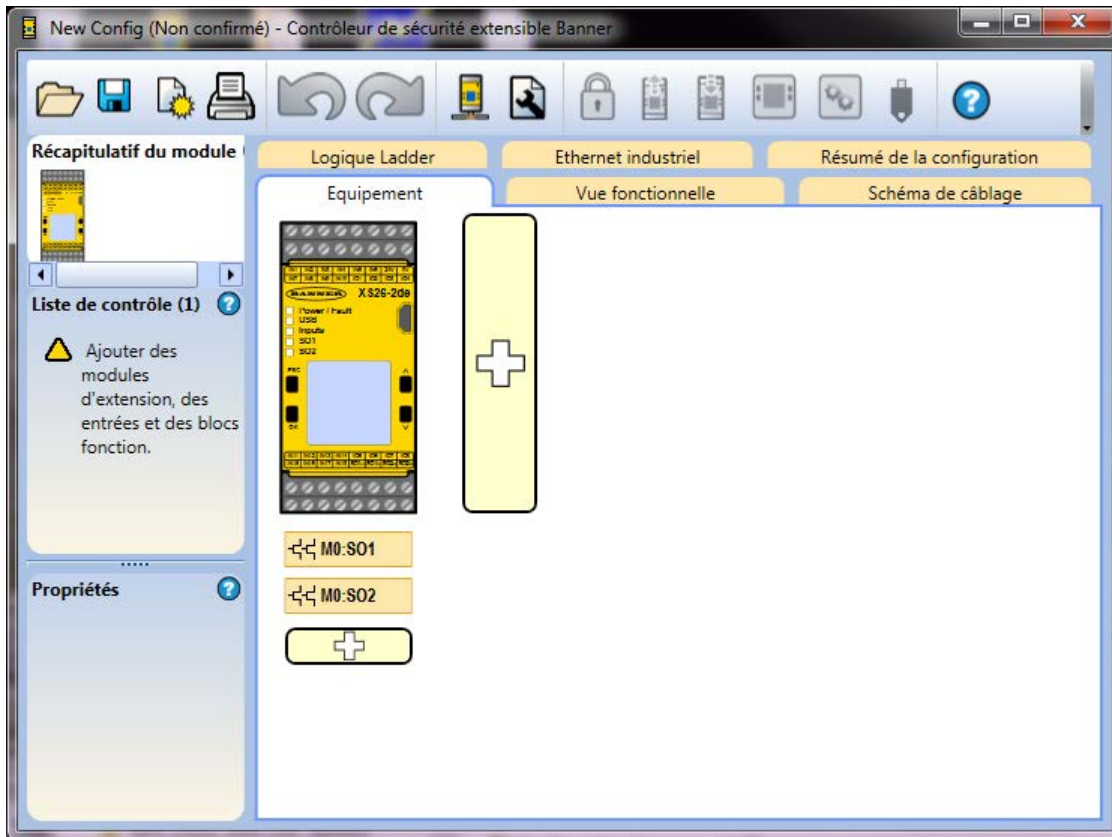 New Config (Non confirmé) - Contrôleur de sécurité extensible Banner
Récapitulatif du module
Logique Ladder
Ethernet industriel
Résumé de la configuration
Equipement
Vue fonctionnelle
Schéma de câblage
BANNER
XS26-2de
Power / Fault
USB
Inputs
SO1
SO2
ESC
OK
Liste de contrôle (1)
Ajouter des
modules
d'extension, des
entrées et des blocs
fonction.
M0:SO1
M0:SO2
Propriétés